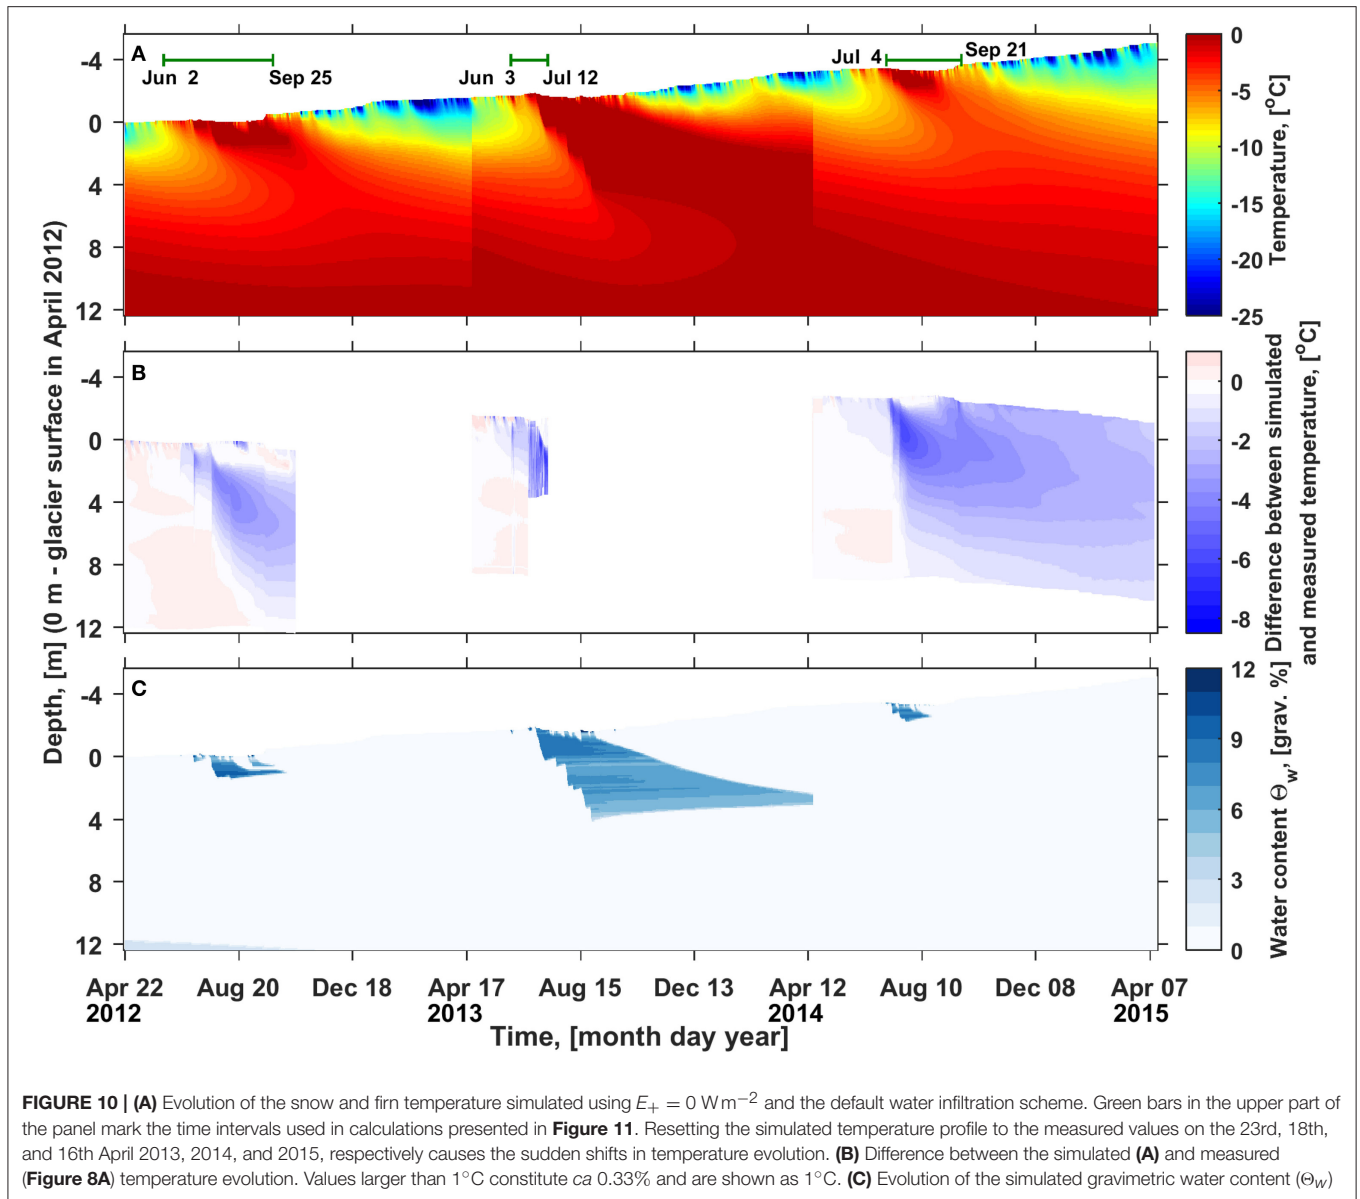 A
Jun 2
Sep 25
Jun 3
Jul 12
Jul 4
Sep 21
-4
0
4
8
12
0
-5
-10
-15
-20
-25
Temperature, [°C]
B
-4
0
4
8
12
0
-2
-4
-6
-8
Difference between simulated
and measured temperature, [°C]
C
-4
0
4
8
12
12
9
6
3
0
Water content Θw, [grav. %]
Depth, [m] (0 m - glacier surface in April 2012)
Apr 22 Aug 20 Dec 18 Apr 17 Aug 15 Dec 13 Apr 12 Aug 10 Dec 08 Apr 07
2012 2013 2014 2015
Time, [month day year]
FIGURE 10 | (A) Evolution of the snow and firn temperature simulated using E+ = 0 Wm−2 and the default water infiltration scheme. Green bars in the upper part of
the panel mark the time intervals used in calculations presented in Figure 11. Resetting the simulated temperature profile to the measured values on the 23rd, 18th,
and 16th April 2013, 2014, and 2015, respectively causes the sudden shifts in temperature evolution. (B) Difference between the simulated (A) and measured
(Figure 8A) temperature evolution. Values larger than 1°C constitute ca 0.33% and are shown as 1°C. (C) Evolution of the simulated gravimetric water content (Θw)